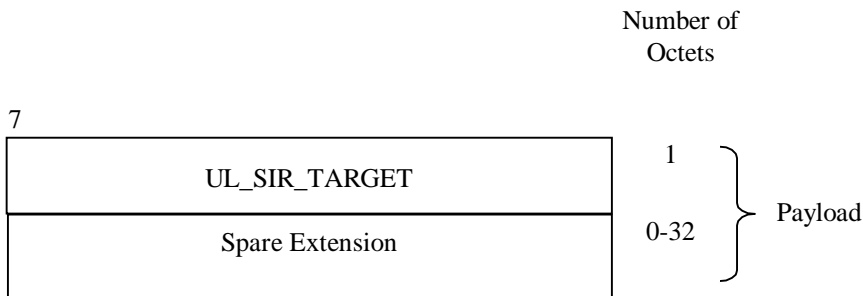 Number of
Octets
7
UL_SIR_TARGET
1
Spare Extension
0-32
Payload